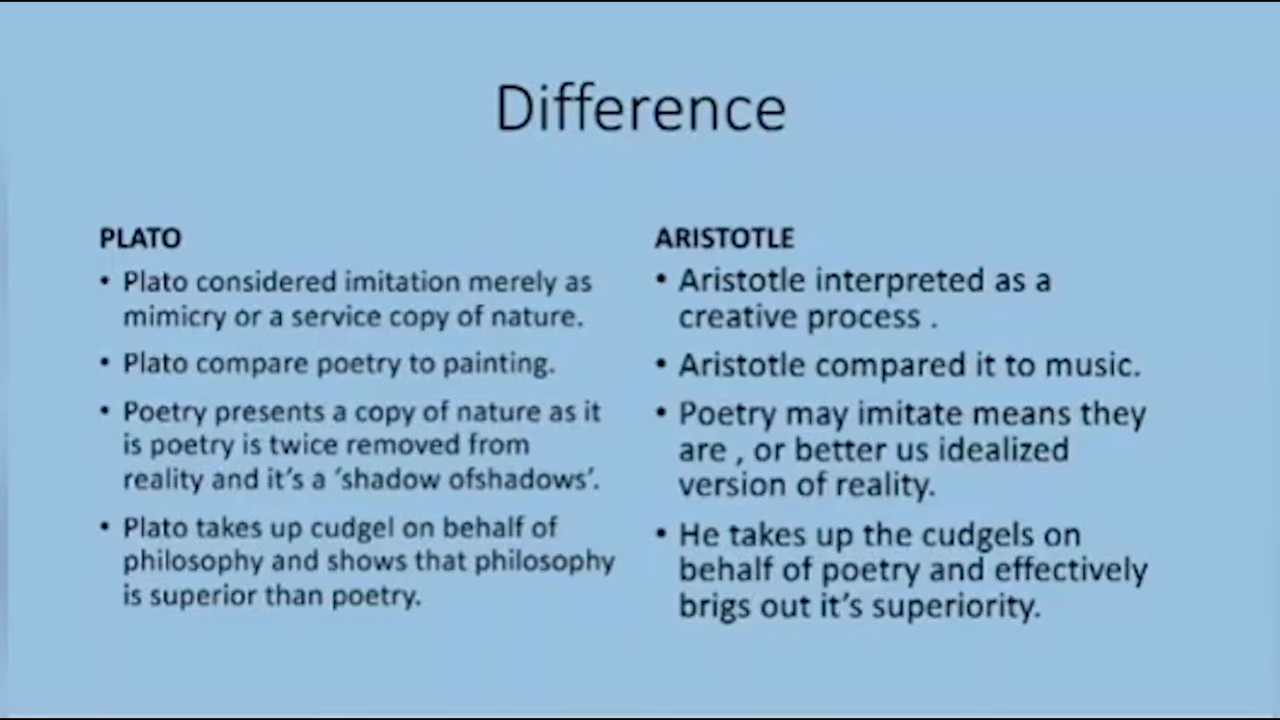 Difference
PLATO
• Plato considered imitation merely as
mimicry or a service copy of nature.
• Plato compare poetry to painting.
• Poetry presents a copy of nature as it
is poetry is twice removed from
reality and it's a 'shadow ofshadows'.
• Plato takes up cudgel on behalf of
philosophy and shows that philosophy
is superior than poetry.
ARISTOTLE
• Aristotle interpreted as a
creative process .
• Aristotle compared it to music.
• Poetry may imitate means they
are , or better us idealized
version of reality.
• He takes up the cudgels on
behalf of poetry and effectively
brigs out it's superiority.